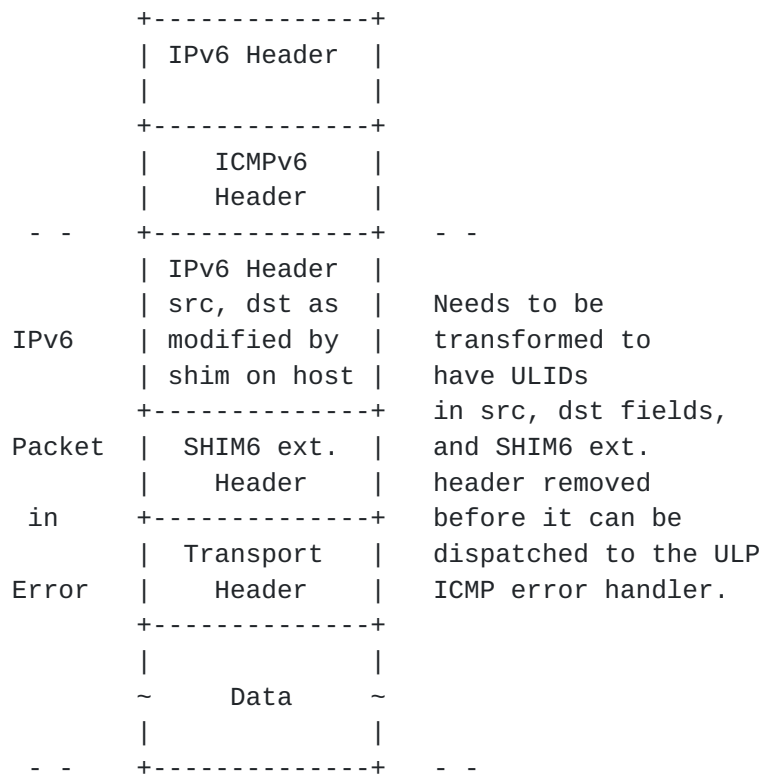 +--------------+
| IPv6 Header  |
|              |
+--------------+
|    ICMPv6    |
|    Header    |
- -    +--------------+   - -
| IPv6 Header  |
| src, dst as  |   Needs to be
IPv6    | modified by  |   transformed to
| shim on host |   have ULIDs
+--------------+   in src, dst fields,
Packet  |  SHIM6 ext.  |   and SHIM6 ext.
|    Header    |   header removed
in     +--------------+   before it can be
|  Transport   |   dispatched to the ULP
Error   |    Header    |   ICMP error handler.
+--------------+
|              |
~     Data     ~
|              |
- -    +--------------+   - -